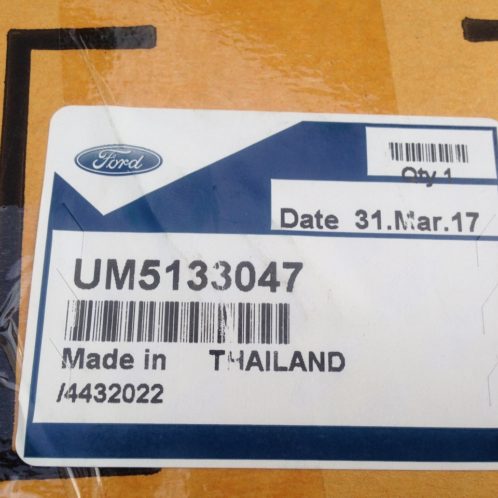 Ford
Qty 1
Date 31.Mar.17
UM5133047
Made in THAILAND
/4432022